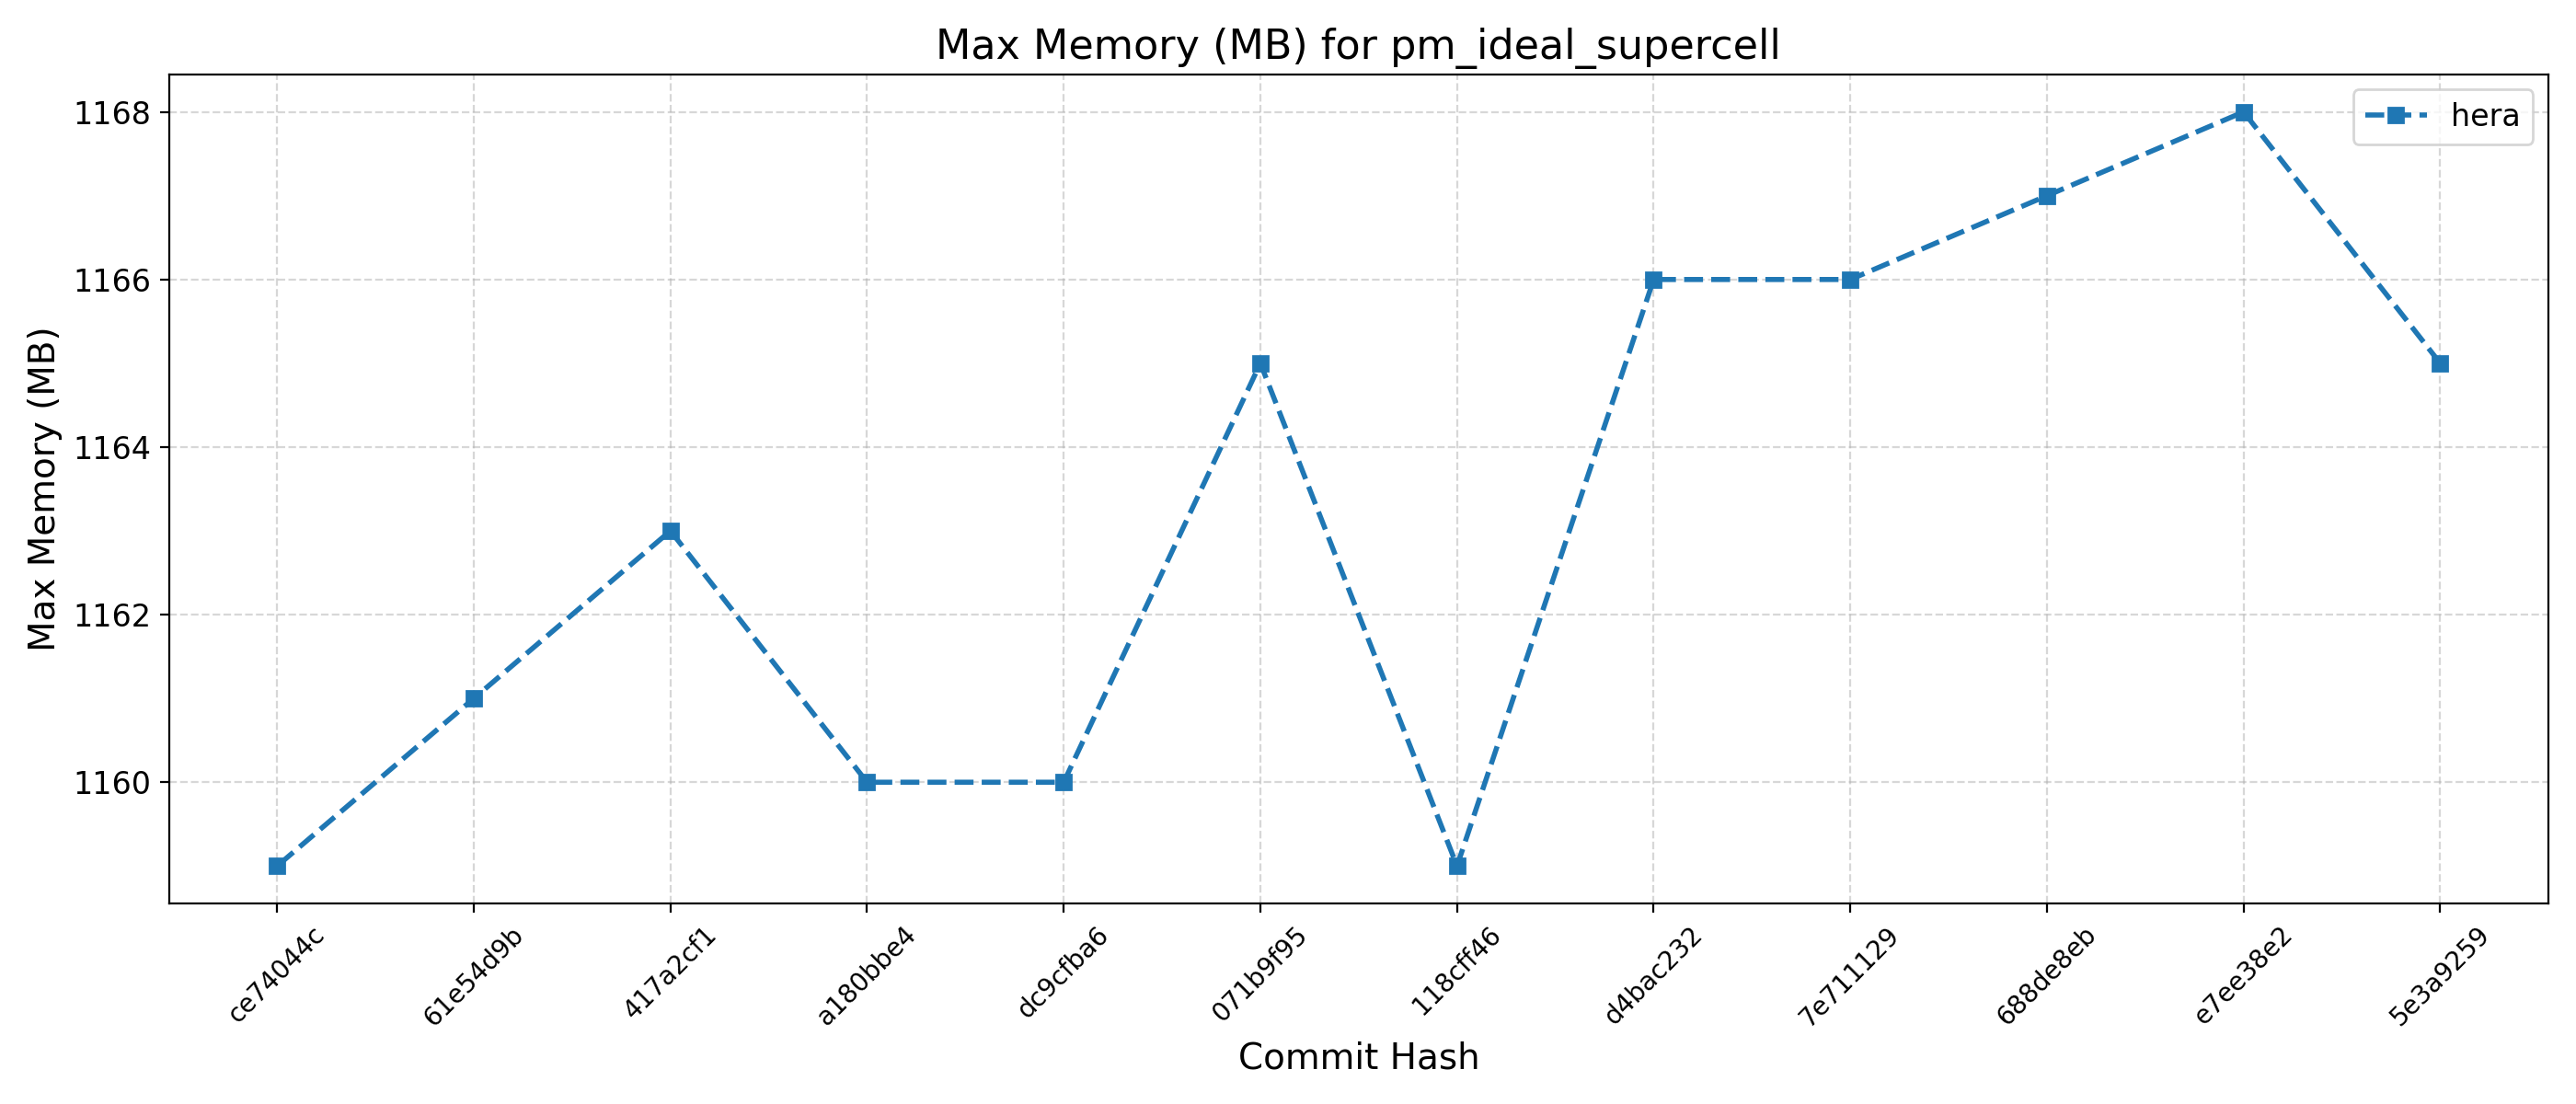 Max Memory (MB) for pm_ideal_supercell
hera
Max Memory (MB)
1168
1166
1164
1162
1160
ce74044c
61e54d9b
417a2cf1
a180bbe4
dc9cfba6
071b9f95
118cff46
d4bac232
7e711129
688de8eb
e7ee38e2
5e3a9259
Commit Hash